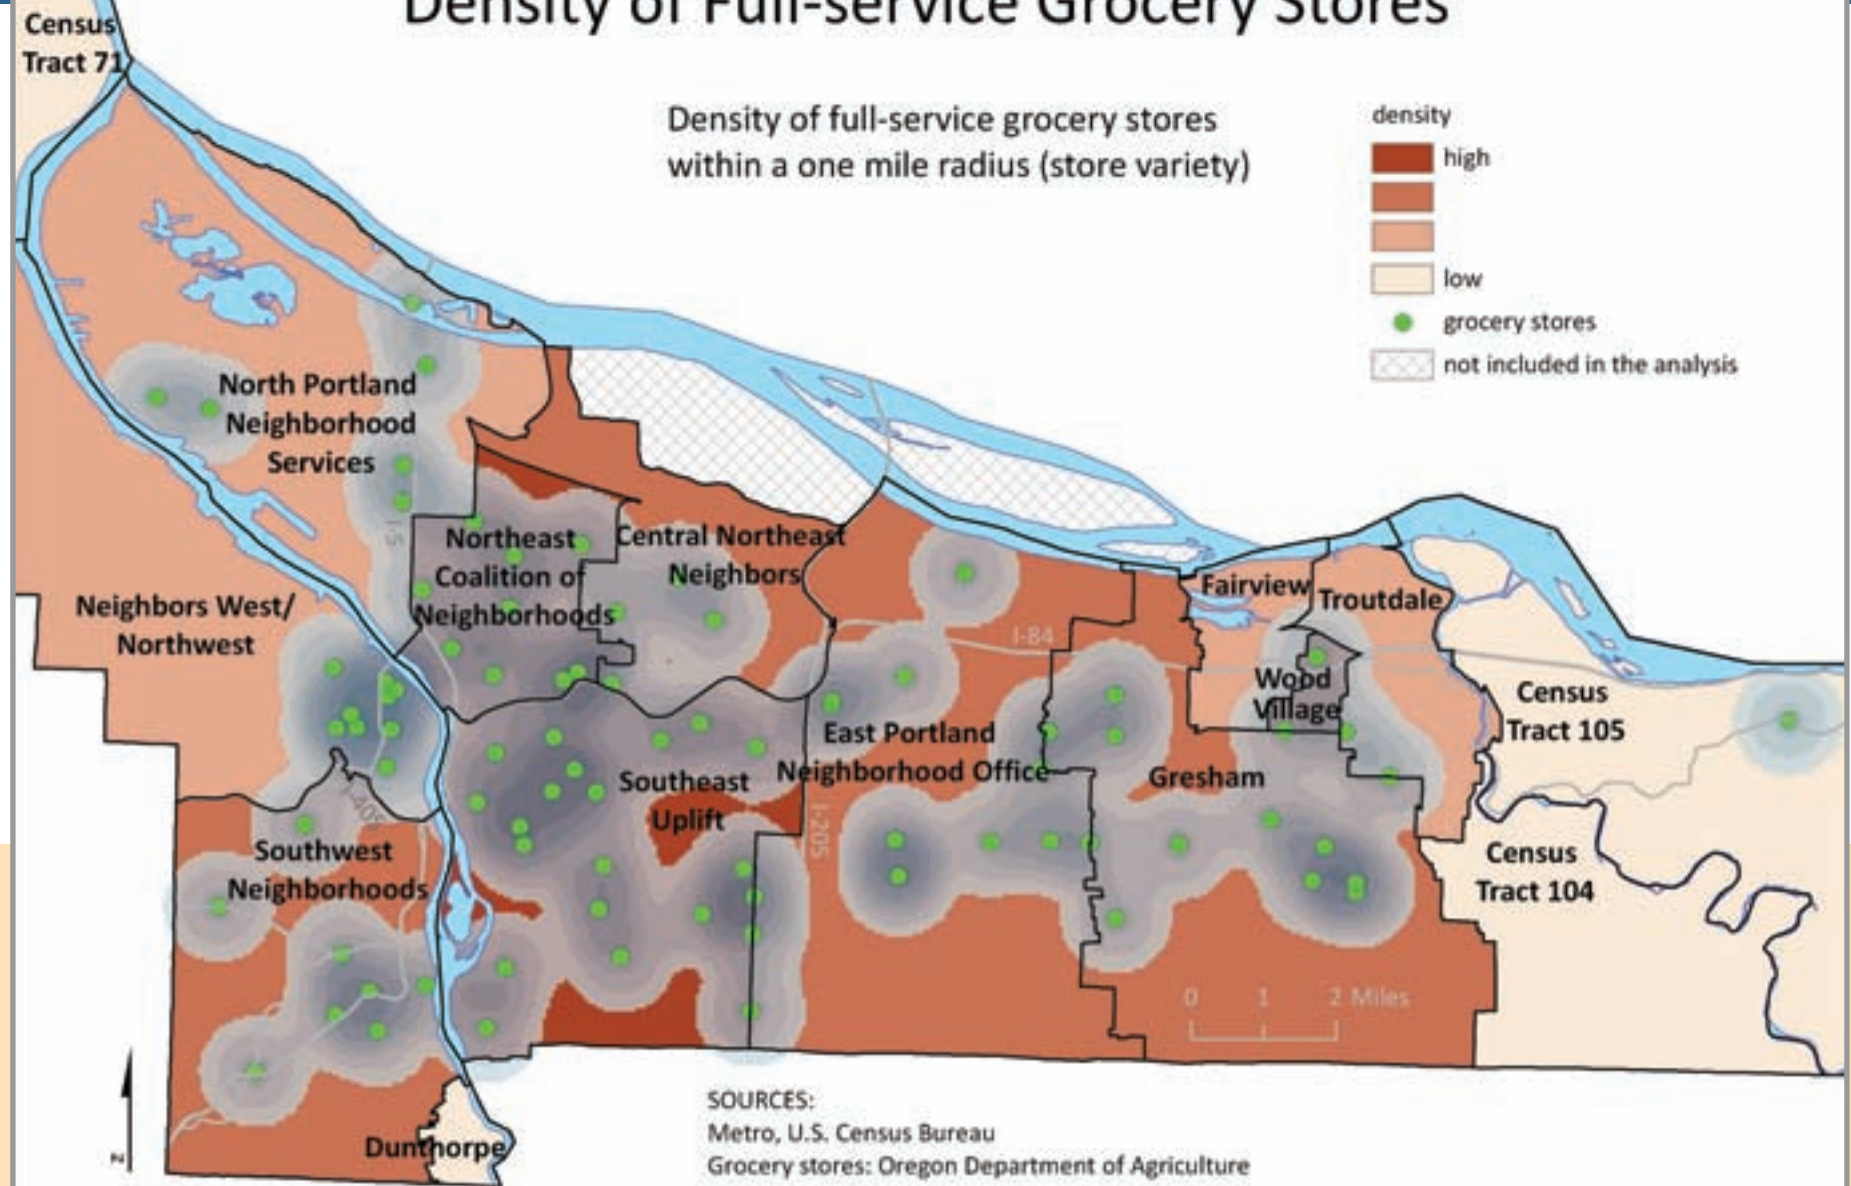 Density of Full-service Grocery Stores
Census
Tract 71
Density of full-service grocery stores
within a one mile radius (store variety)
density
high
low
grocery stores
not included in the analysis
North Portland
Neighborhood
Services
I-5
Northeast
Coalition of
Neighborhoods
Central Northeast
Neighbors
Neighbors West/
Northwest
Fairview
Troutdale
I-84
Wood
Village
Census
Tract 105
East Portland
Neighborhood Office
Southeast
Uplift
Gresham
I-405
I-205
Southwest
Neighborhoods
Census
Tract 104
0 1 2 Miles
Dunthorpe
N
SOURCES:
Metro, U.S. Census Bureau
Grocery stores: Oregon Department of Agriculture